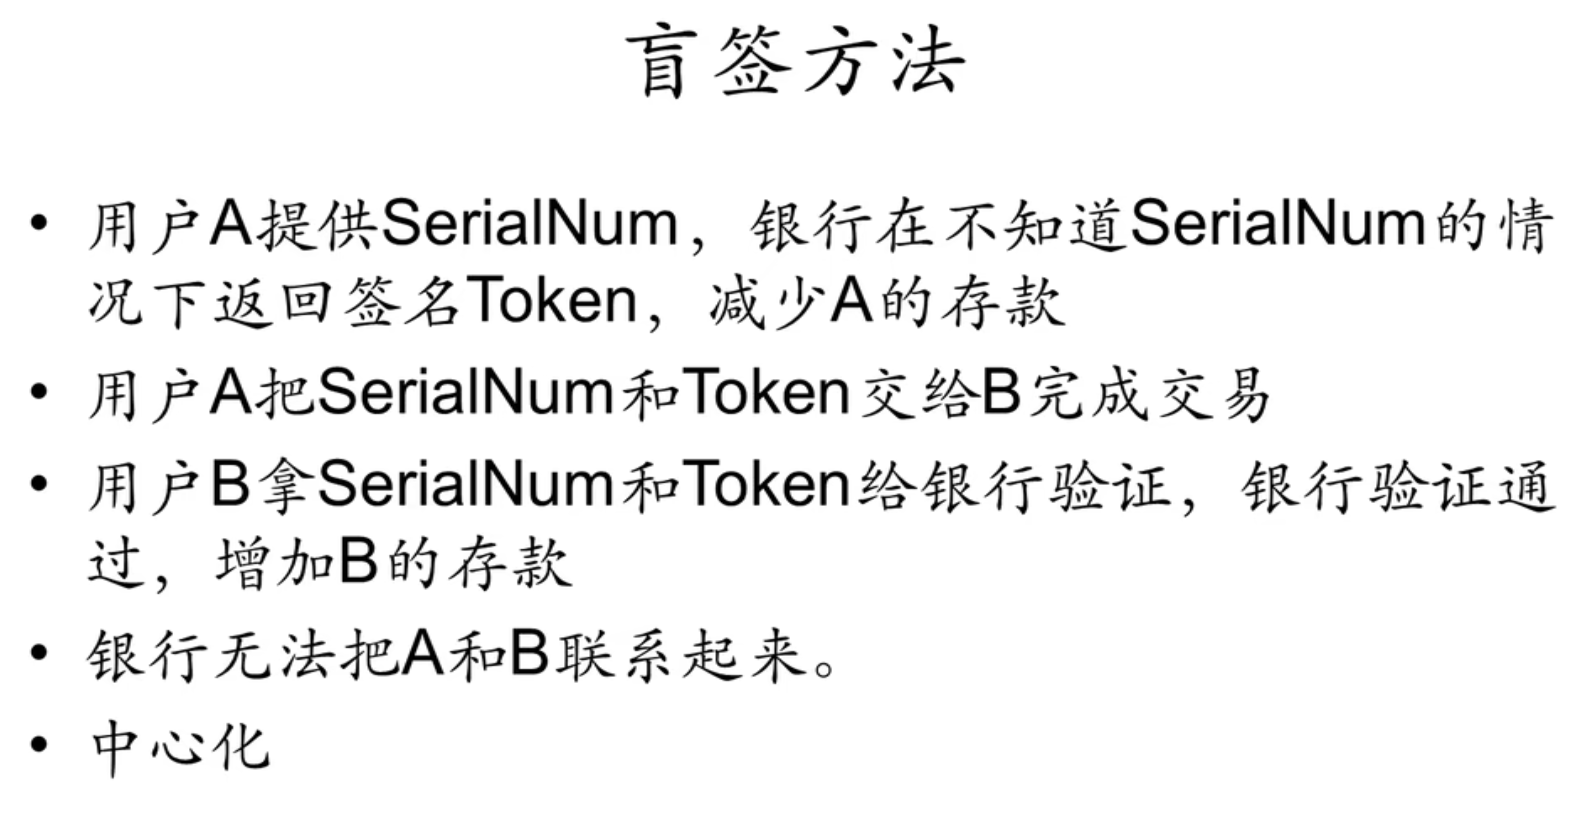 盲签方法
• 用户A提供SerialNum，银行在不知道SerialNum的情
况下返回签名Token，减少A的存款
• 用户A把SerialNum和Token交给B完成交易
• 用户B拿SerialNum和Token给银行验证，银行验证通
过，增加B的存款
• 银行无法把A和B联系起来。
• 中心化